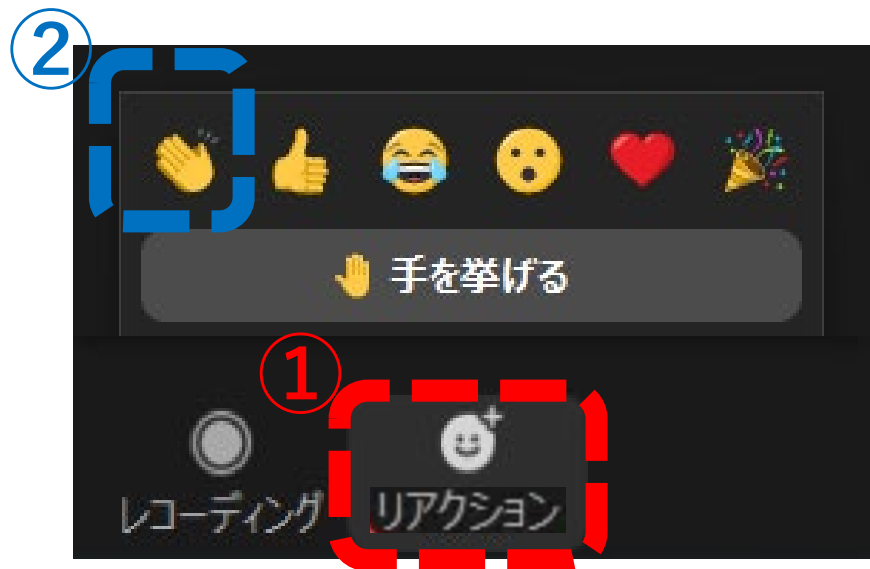 ②
手を挙げる
①
レコーディング
リアクション